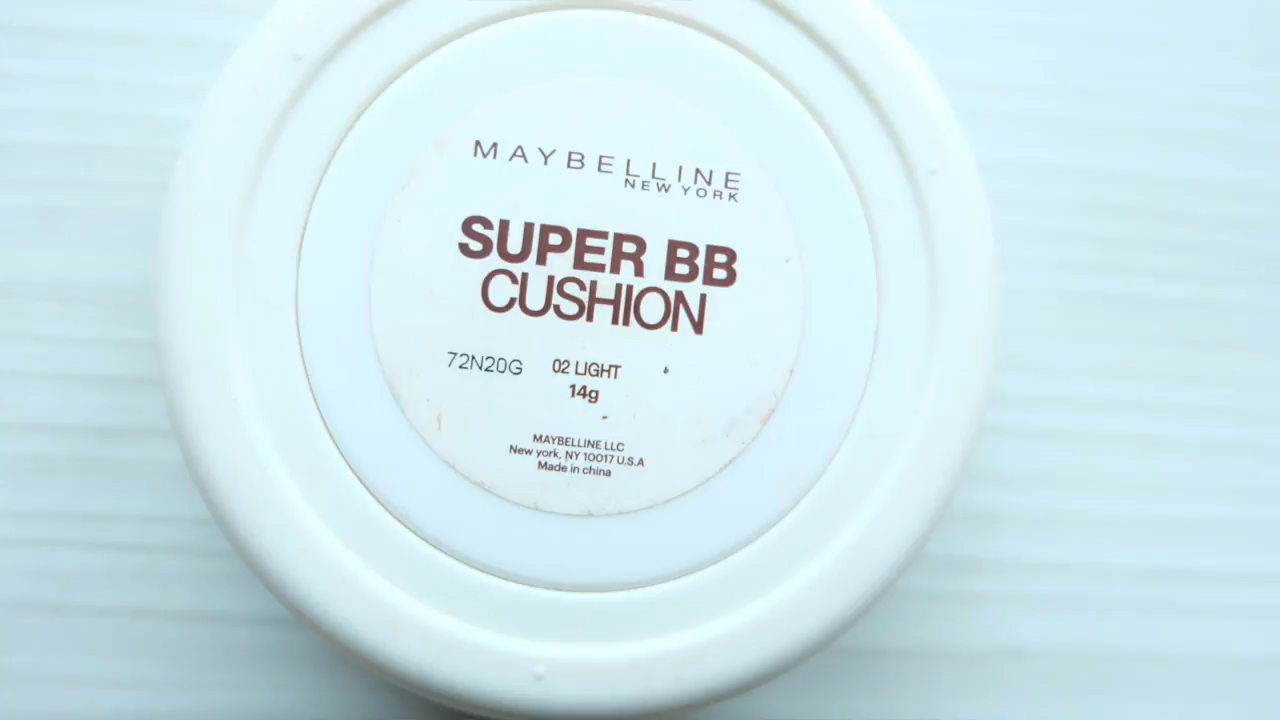 MAYBELLINE
NEW YORK
SUPER BB
CUSHION
72N20G 02 LIGHT
14g
MAYBELLINE LLC
New york, NY 10017 U.S.A
Made in china